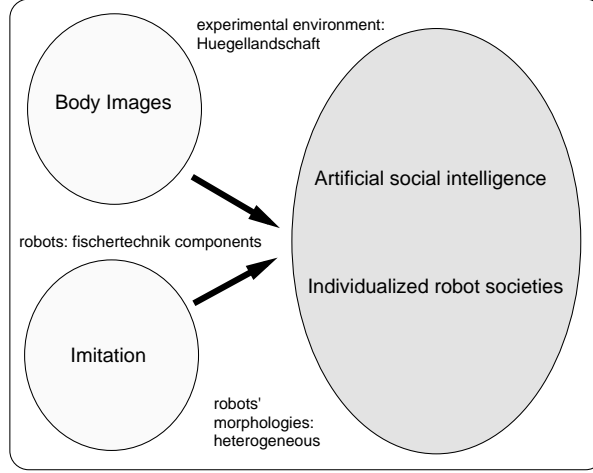 experimental environment:
Huegellandschaft
Body Images
Artificial social intelligence
robots: fischertechnik components
Individualized robot societies
Imitation
robots'
morphologies:
heterogeneous